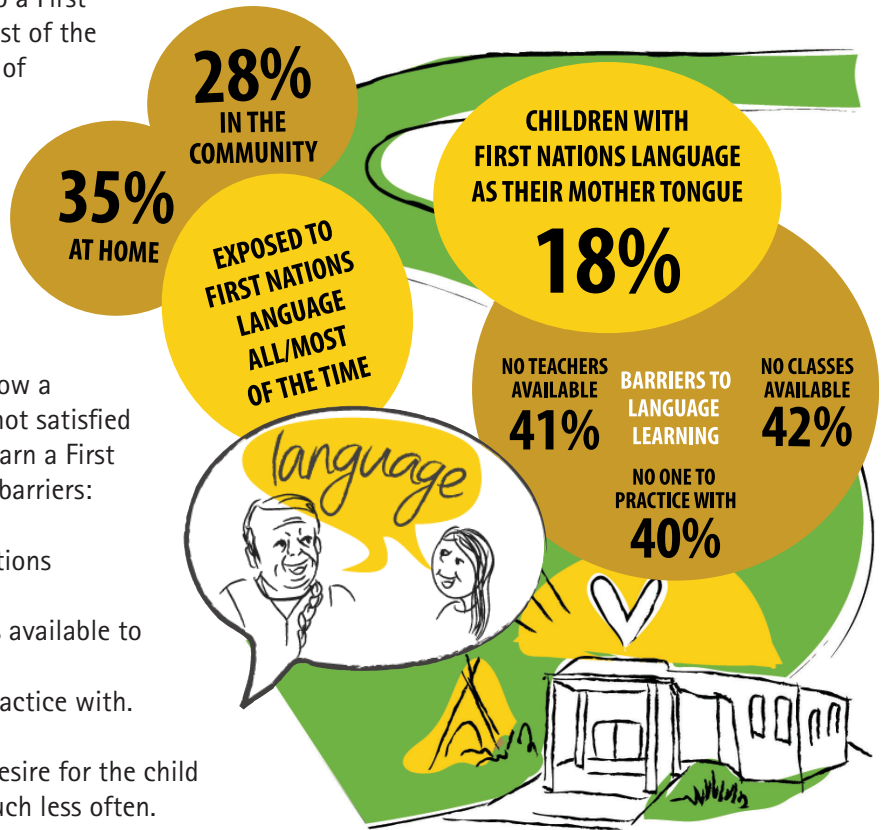 o a First
st of the
of
28%
IN THE
COMMUNITY
35%
AT HOME
EXPOSED TO
FIRST NATIONS
LANGUAGE
ALL/MOST
OF THE TIME
CHILDREN WITH
FIRST NATIONS LANGUAGE
AS THEIR MOTHER TONGUE
18%
NO TEACHERS
AVAILABLE
41%
BARRIERS TO
LANGUAGE
LEARNING
NO CLASSES
AVAILABLE
42%
NO ONE TO
PRACTICE WITH
40%
language
ow a
not satisfied
arn a First
barriers:
tions
available to
actice with.
esire for the child
uch less often.